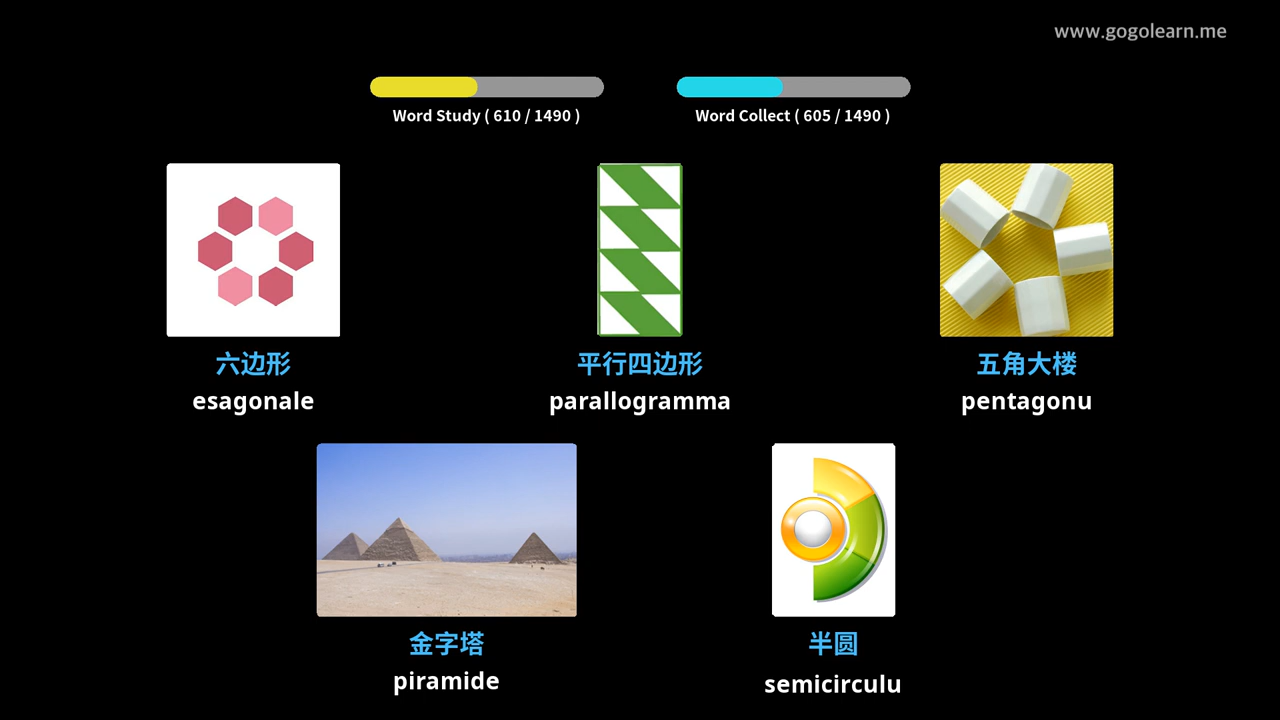 www.gogolearn.me
Word Study ( 610 / 1490 )
Word Collect ( 605 / 1490 )
六边形
esagonale
平行四边形
parallogramma
五角大楼
pentagonu
金字塔
piramide
半圆
semicirculu